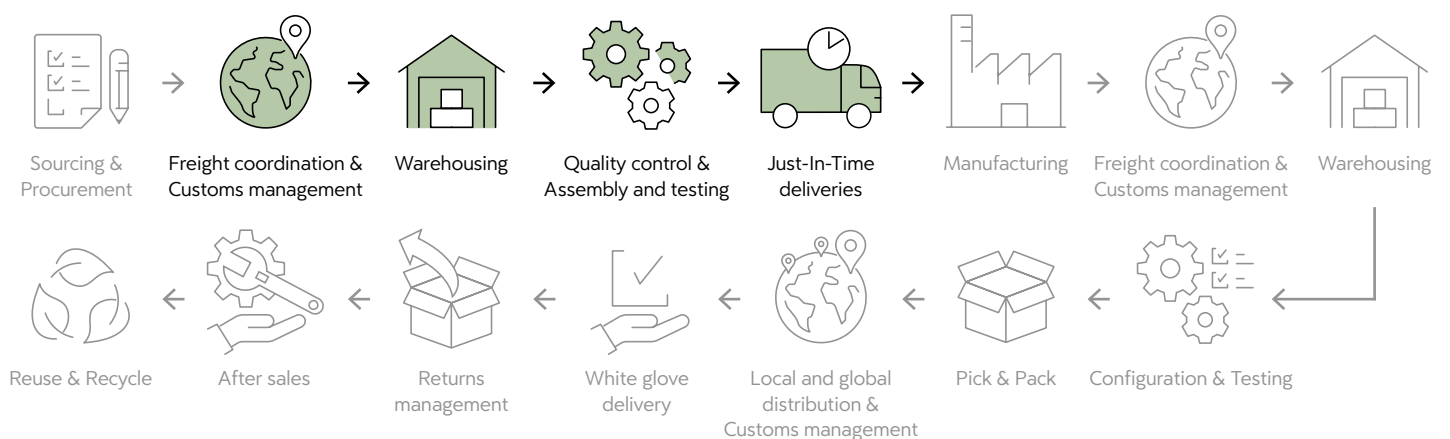 Sourcing &
Procurement
Freight coordination &
Customs management
Warehousing
Quality control &
Assembly and testing
Just-In-Time
deliveries
Manufacturing
Freight coordination &
Customs management
Warehousing
Reuse & Recycle
After sales
Returns
management
White glove
delivery
Local and global
distribution &
Customs management
Pick & Pack
Configuration & Testing